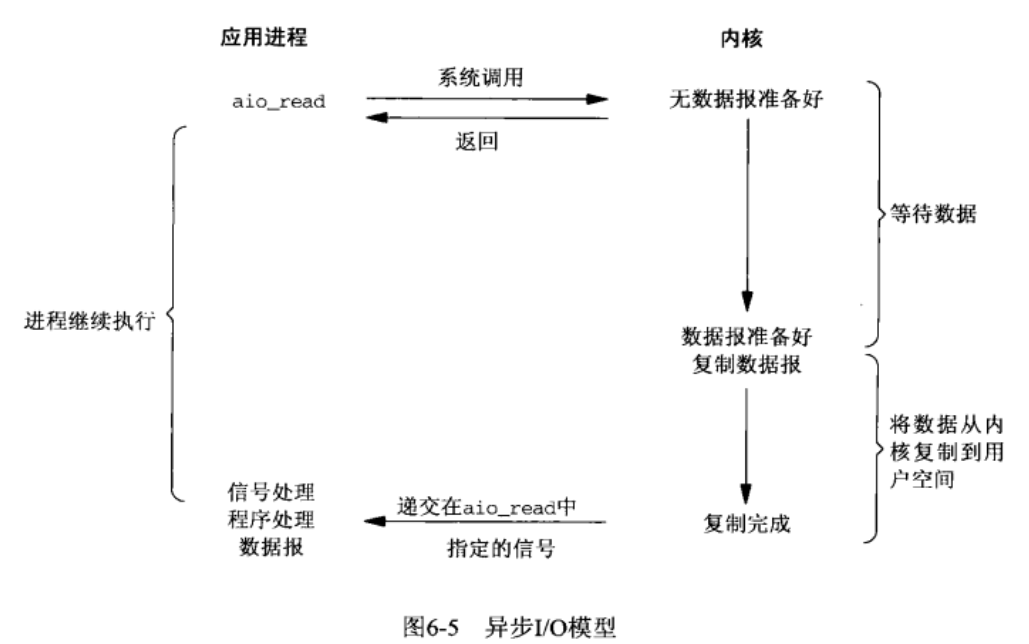 应用进程
内核
系统调用
aio_read
无数据报准备好
返回
等待数据
进程继续执行
数据报准备好
复制数据报
将数据从内
核复制到用
户空间
信号处理
程序处理
数据报
递交在aio_read中
指定的信号
复制完成
图6-5 异步I/O模型